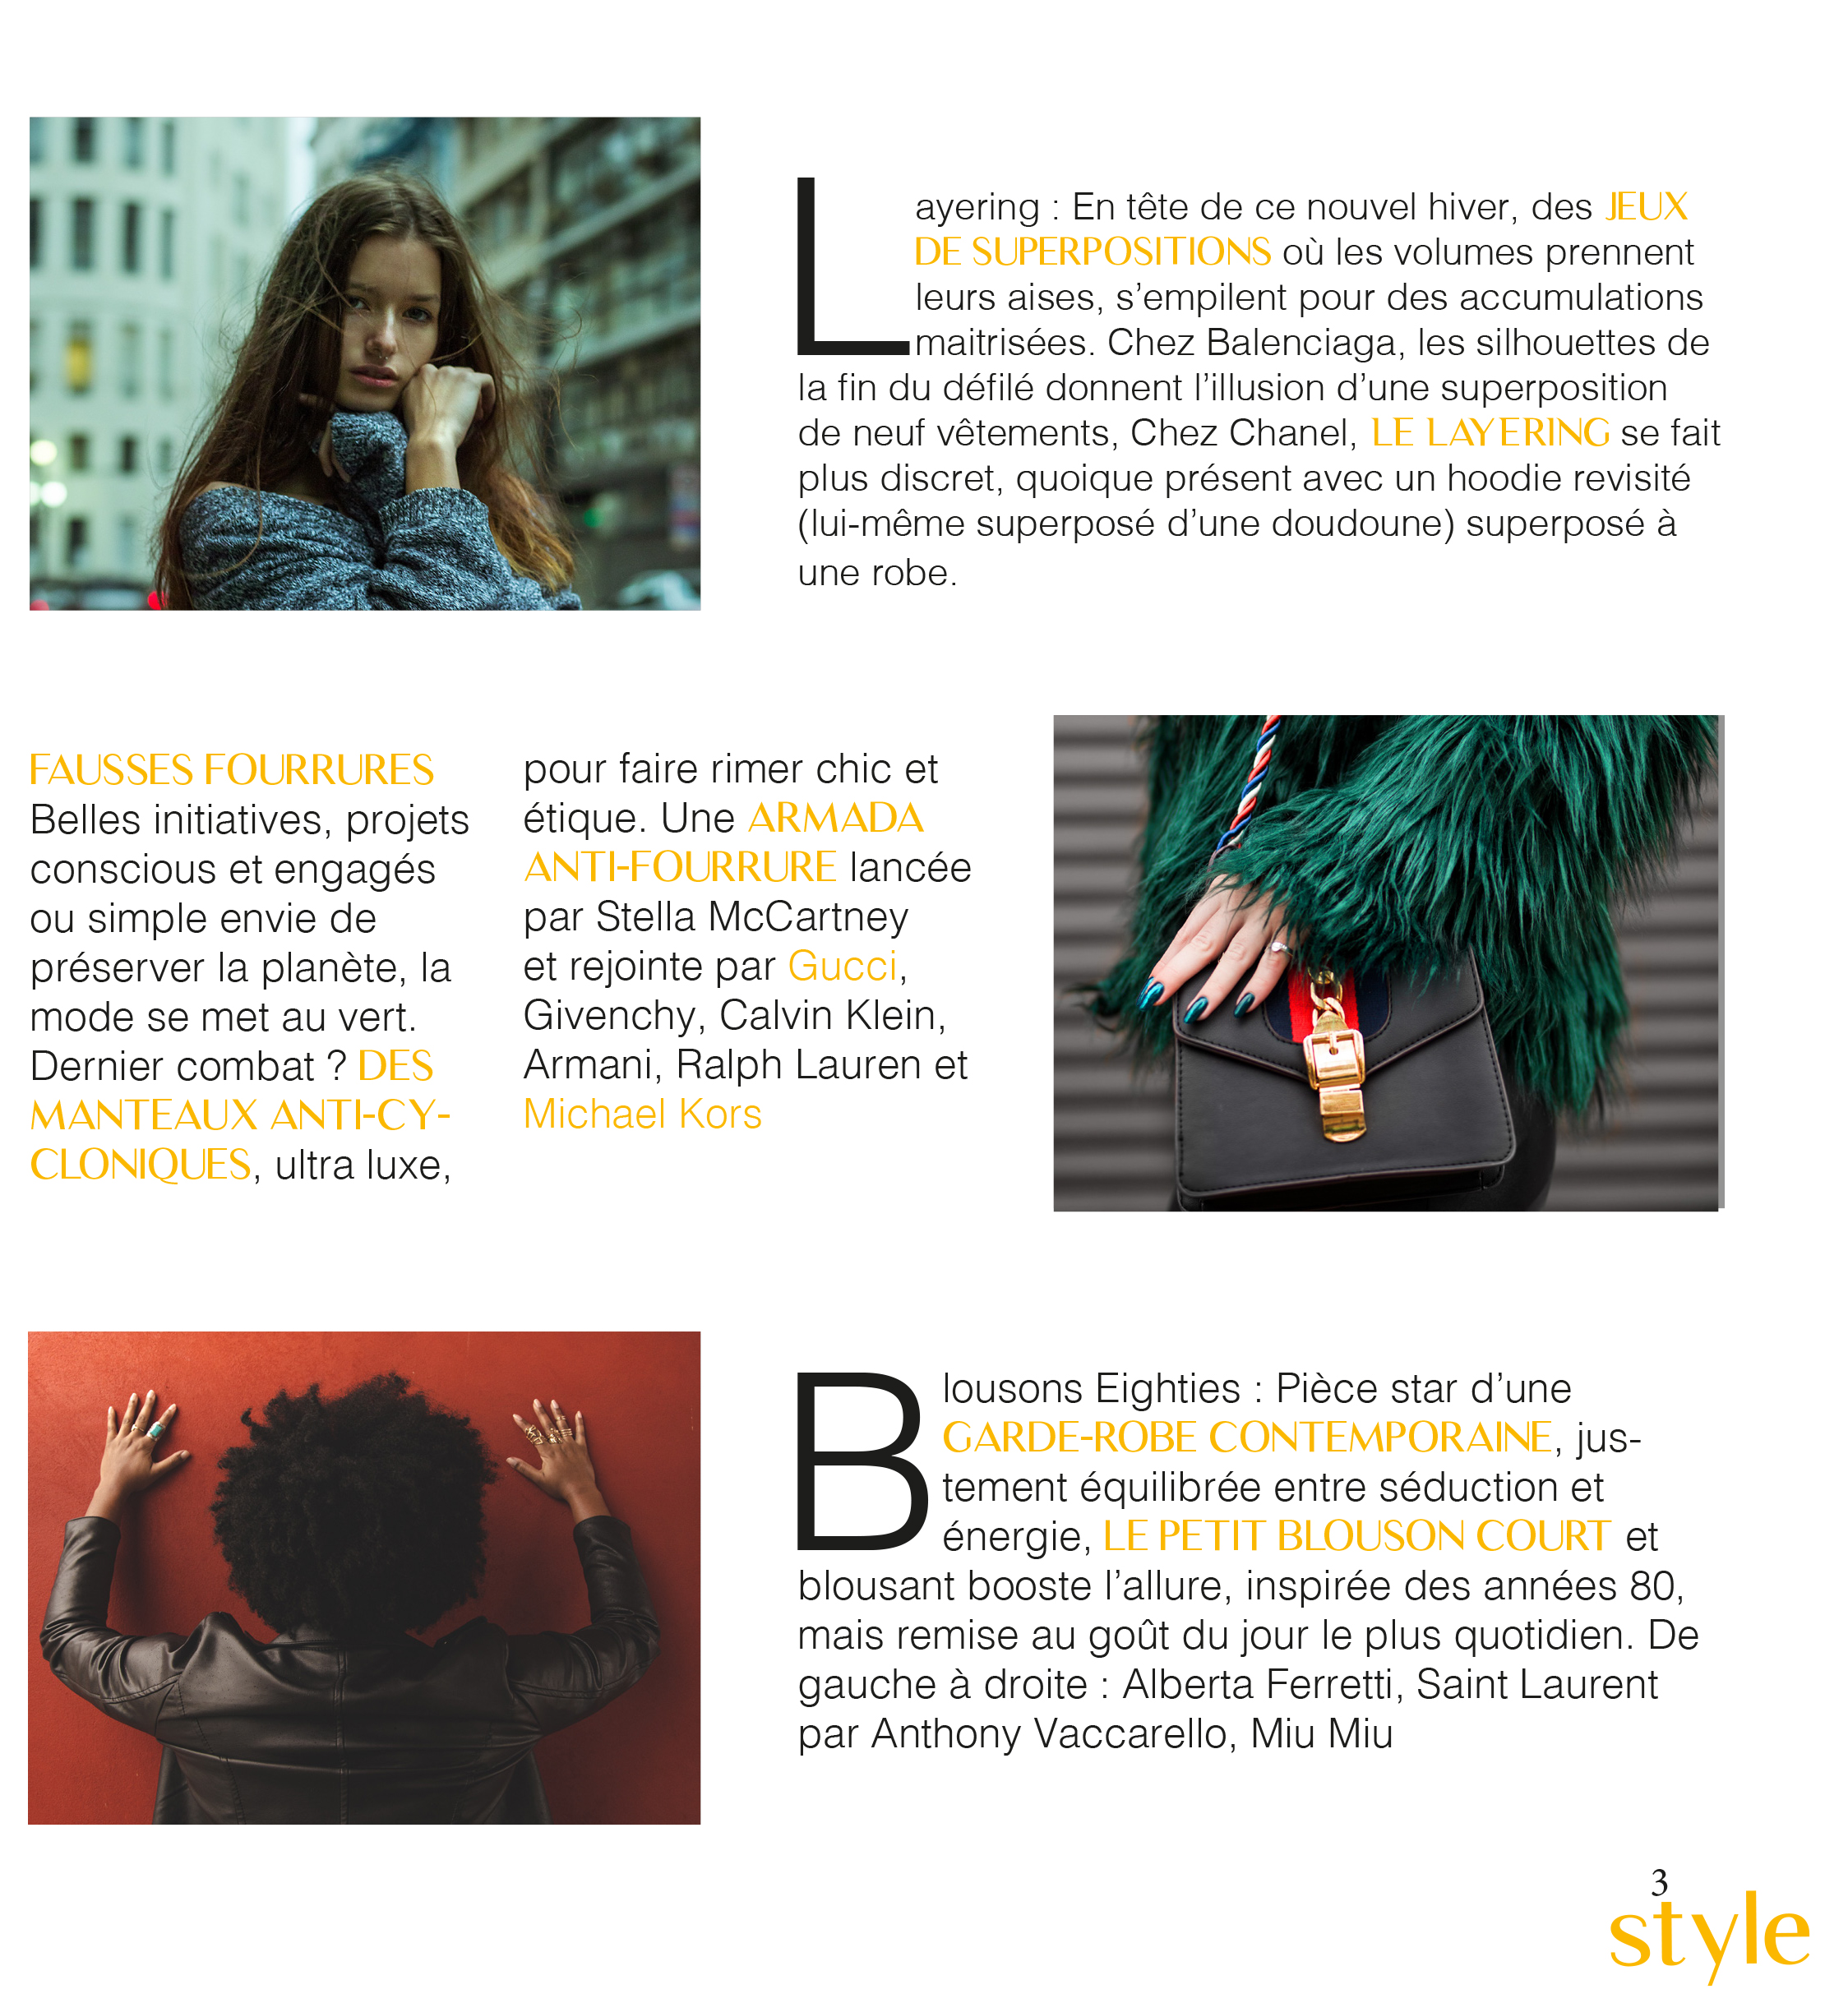 Layering : En tête de ce nouvel hiver, des JEUX
DE SUPERPOSITIONS où les volumes prennent
leurs aises, s’empilent pour des accumulations
maitrisées. Chez Balenciaga, les silhouettes de
la fin du défilé donnent l’illusion d’une superposition
de neuf vêtements, Chez Chanel, LE LAYERING se fait
plus discret, quoique présent avec un hoodie revisité
(lui-même superposé d’une doudoune) superposé à
une robe.
FAUSSES FOURRURES
Belles initiatives, projets
conscious et engagés
ou simple envie de
préserver la planète, la
mode se met au vert.
Dernier combat ? DES
MANTEAUX ANTI-CY-
CLONIQUES, ultra luxe,
pour faire rimer chic et
étique. Une ARMADA
ANTI-FOURRURE lancée
par Stella McCartney
et rejointe par Gucci,
Givenchy, Calvin Klein,
Armani, Ralph Lauren et
Michael Kors
Blousons Eighties : Pièce star d’une
GARDE-ROBE CONTEMPORAINE, jus-
tement équilibrée entre séduction et
énergie, LE PETIT BLOUSON COURT et
blousant booste l’allure, inspirée des années 80,
mais remise au goût du jour le plus quotidien. De
gauche à droite : Alberta Ferretti, Saint Laurent
par Anthony Vaccarello, Miu Miu
3
style